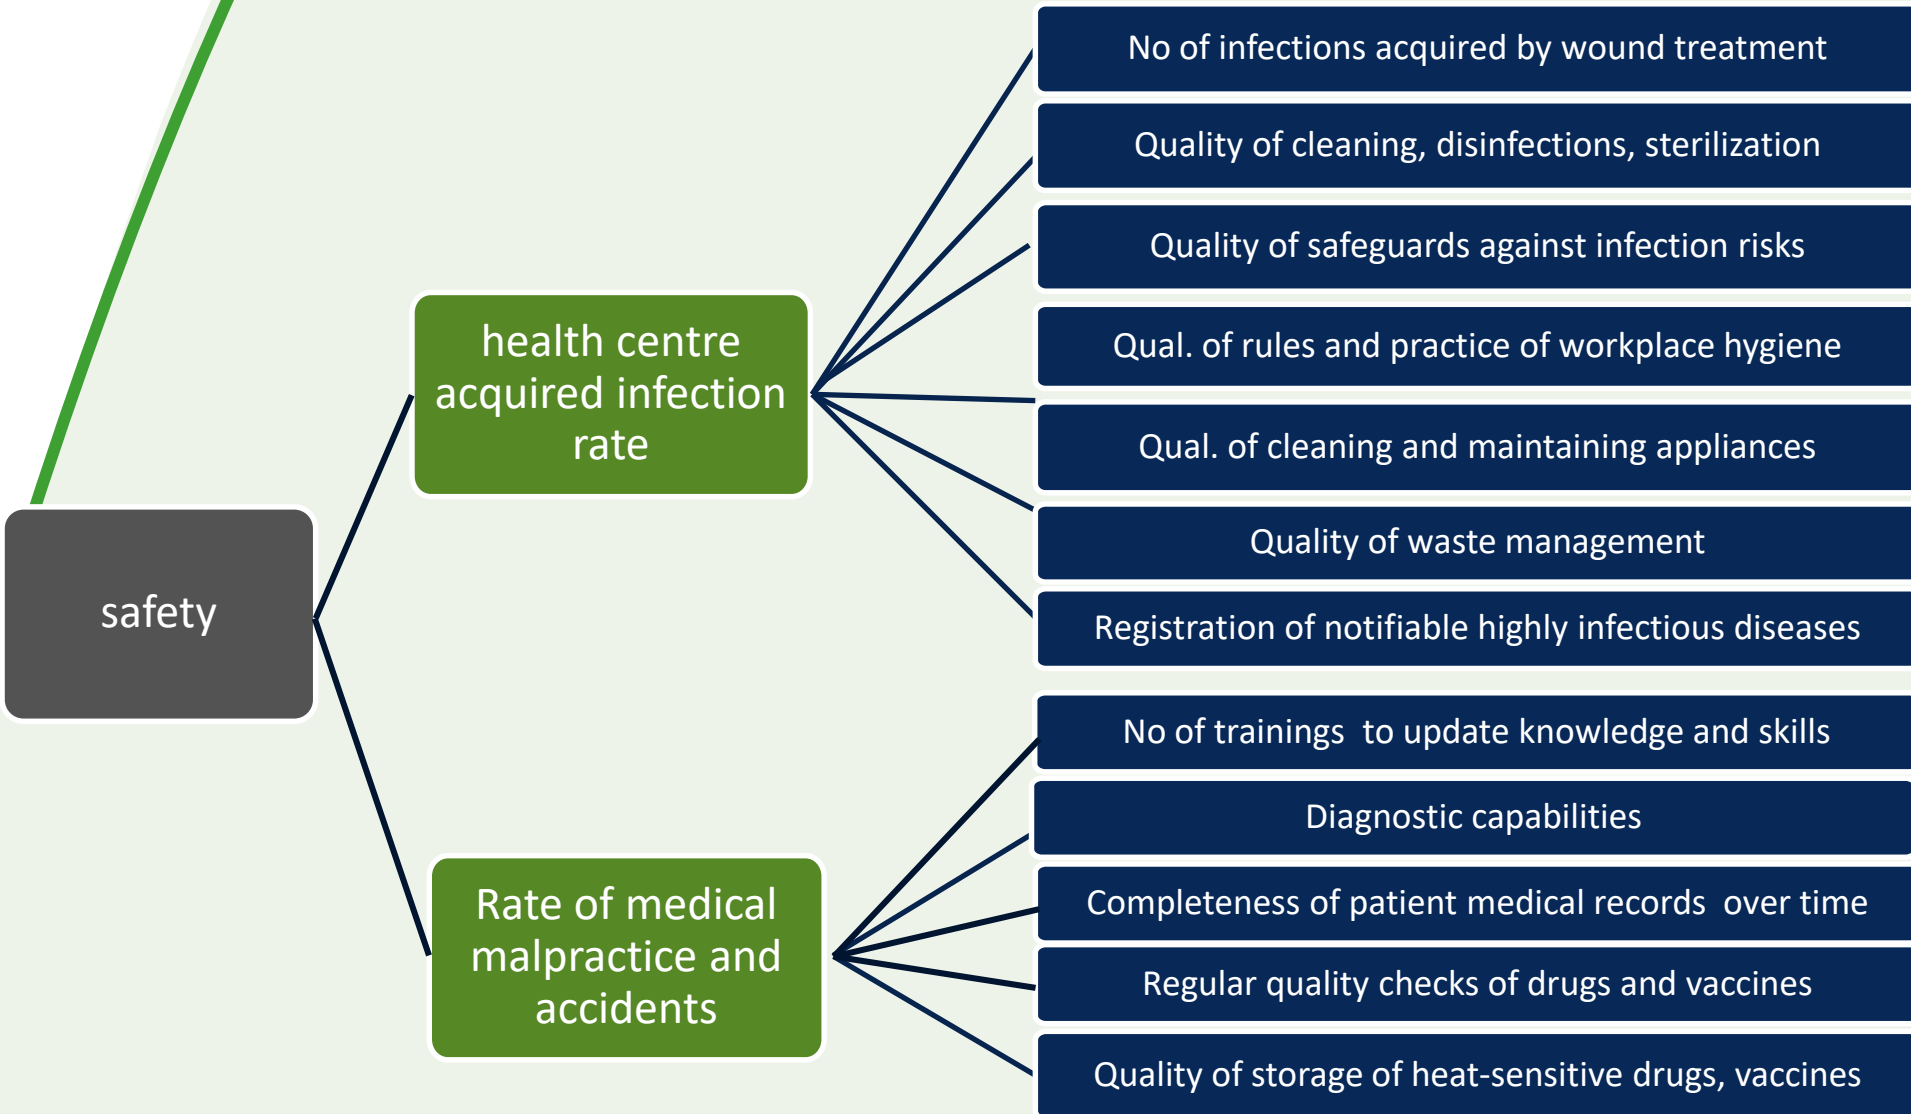 safety
health centre
acquired infection
rate
No of infections acquired by wound treatment
Quality of cleaning, disinfections, sterilization
Quality of safeguards against infection risks
Qual. of rules and practice of workplace hygiene
Qual. of cleaning and maintaining appliances
Quality of waste management
Registration of notifiable highly infectious diseases
Rate of medical
malpractice and
accidents
No of trainings  to update knowledge and skills
Diagnostic capabilities
Completeness of patient medical records  over time
Regular quality checks of drugs and vaccines
Quality of storage of heat-sensitive drugs, vaccines